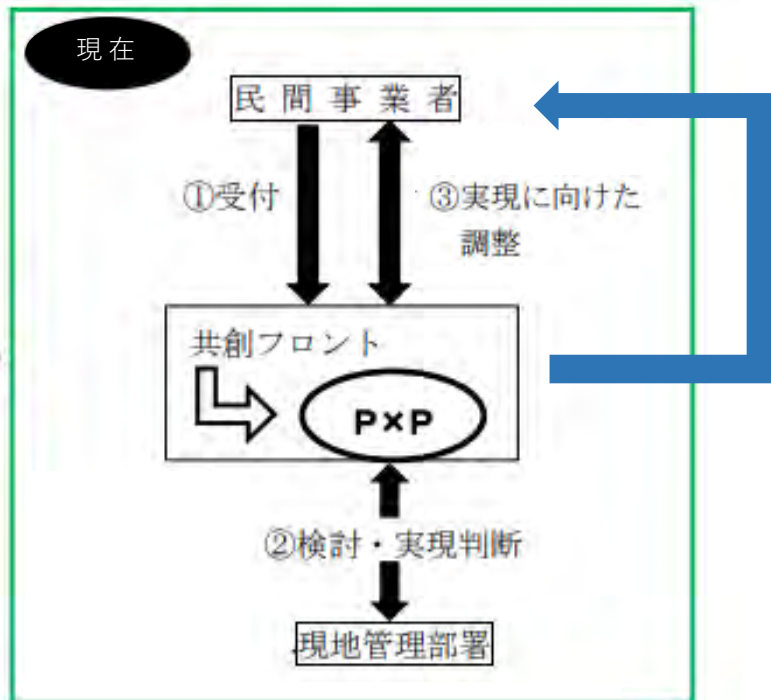 現在
民間事業者
①受付
③実現に向けた
調整
共創フロント
P×P
②検討・実現判断
現地管理部署